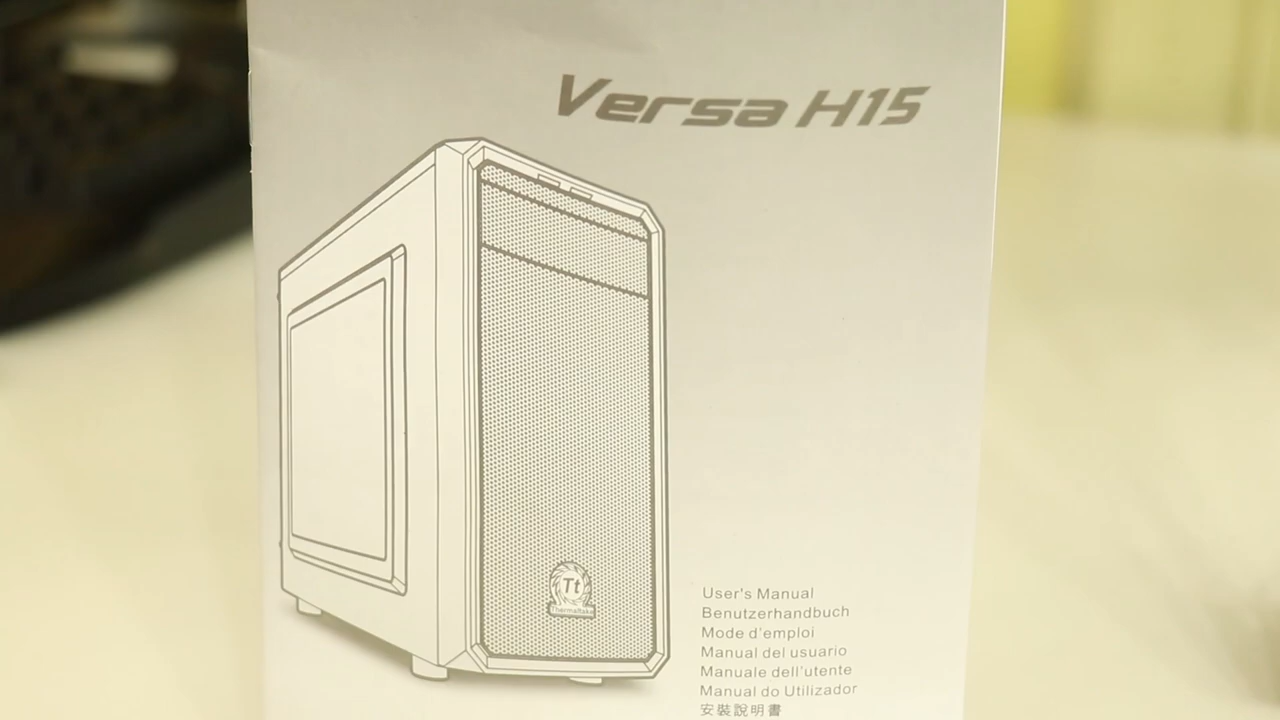 Versa H15
Tt
Thermaltake
User's Manual
Benutzerhandbuch
Mode d'emploi
Manual del usuario
Manuale dell'utente
Manual do Utilizador
安裝說明書